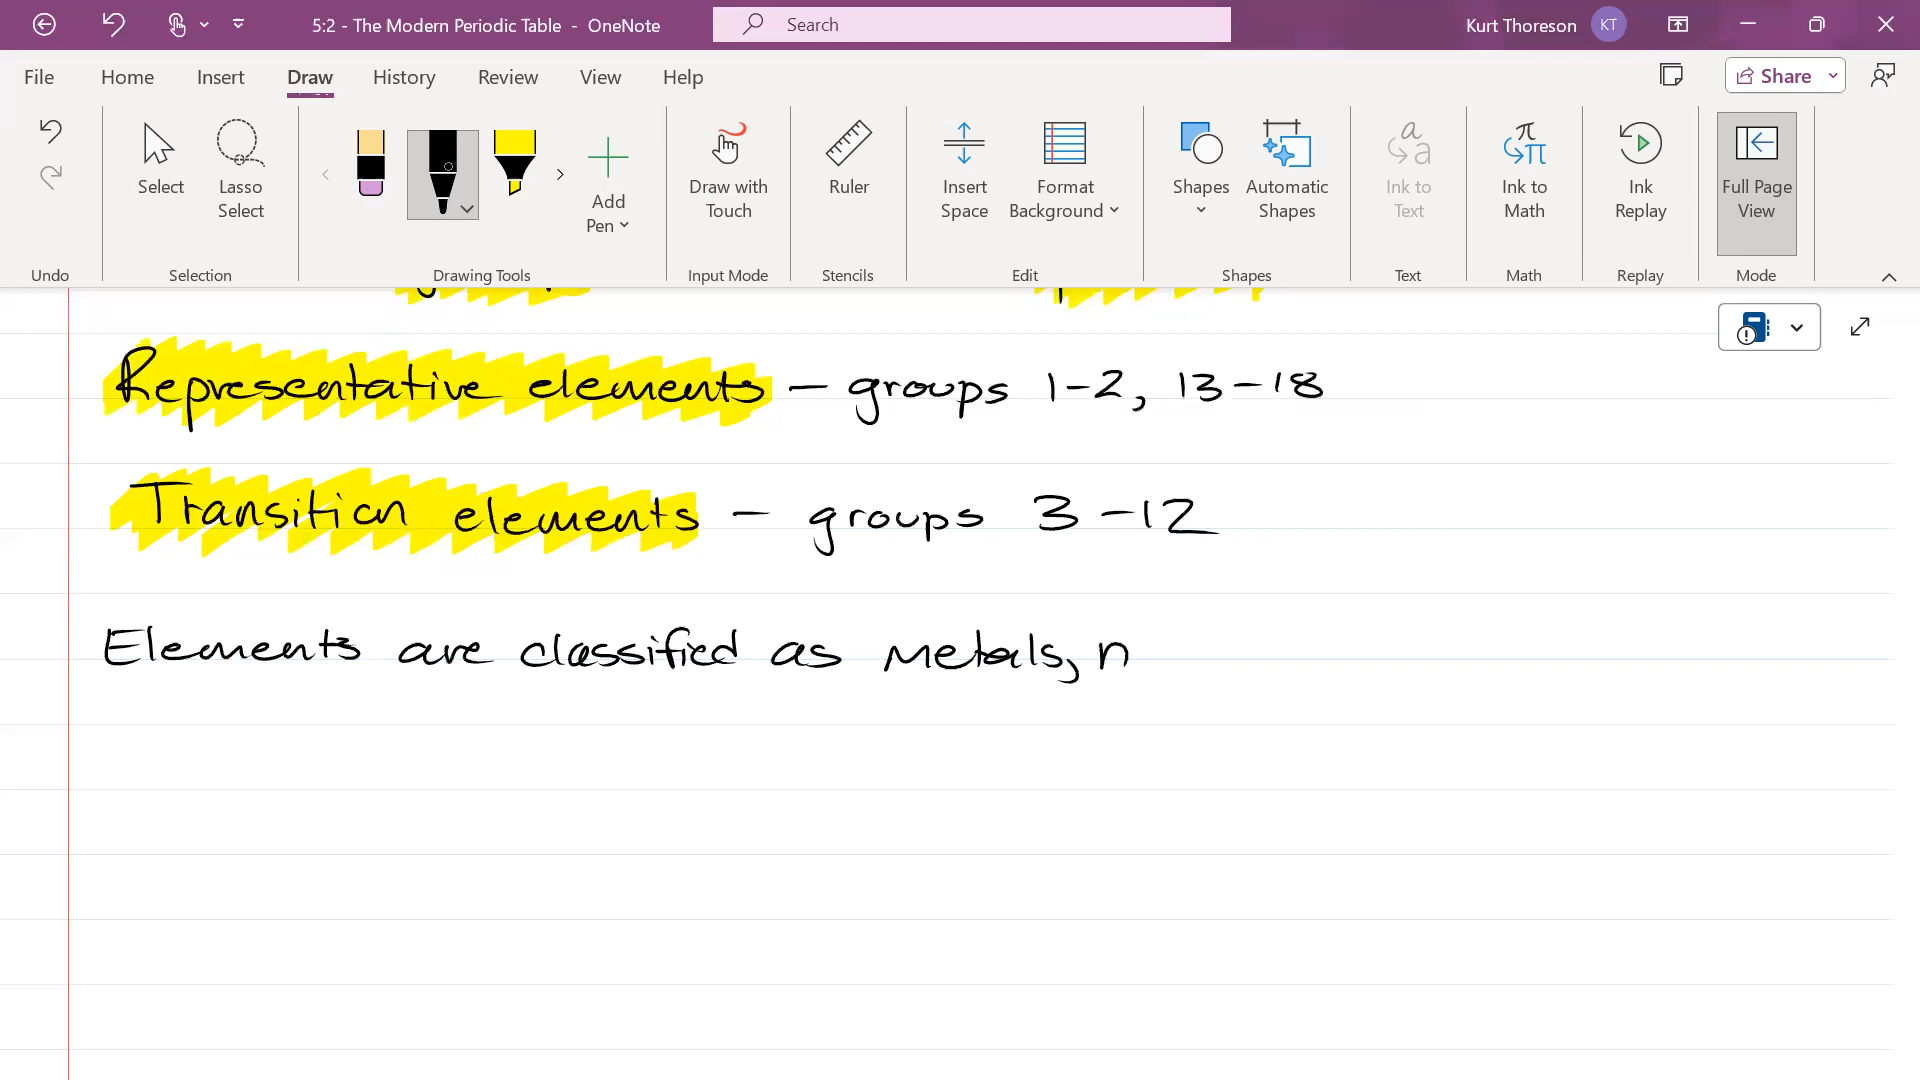 5:2 - The Modern Periodic Table - OneNote
Search
Kurt Thoreson KT
File Home Insert Draw History Review View Help
Share
Select
Lasso Select
Add Pen
Draw with Touch
Ruler
Insert Space
Format Background
Shapes
Automatic Shapes
Ink to Text
Ink to Math
Ink Replay
Full Page View
Undo Selection Drawing Tools Input Mode Stencils Edit Shapes Text Math Replay Mode
Representative elements – groups 1-2, 13-18
Transition elements – groups 3-12
Elements are classified as metals, n